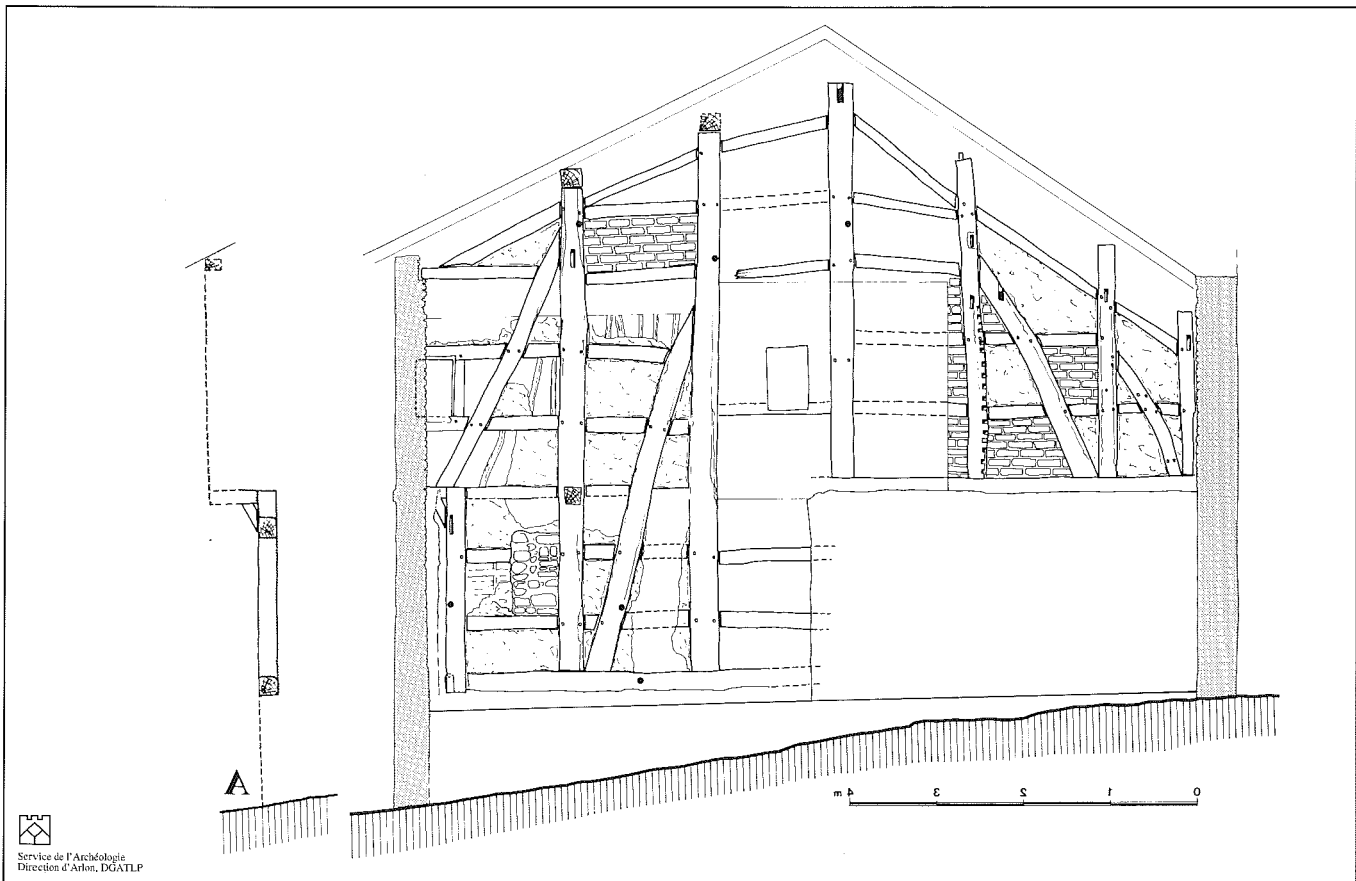 A
m 4 3 2 1 0
Service de l'Archéologie
Direction d'Arlon, DGATLP